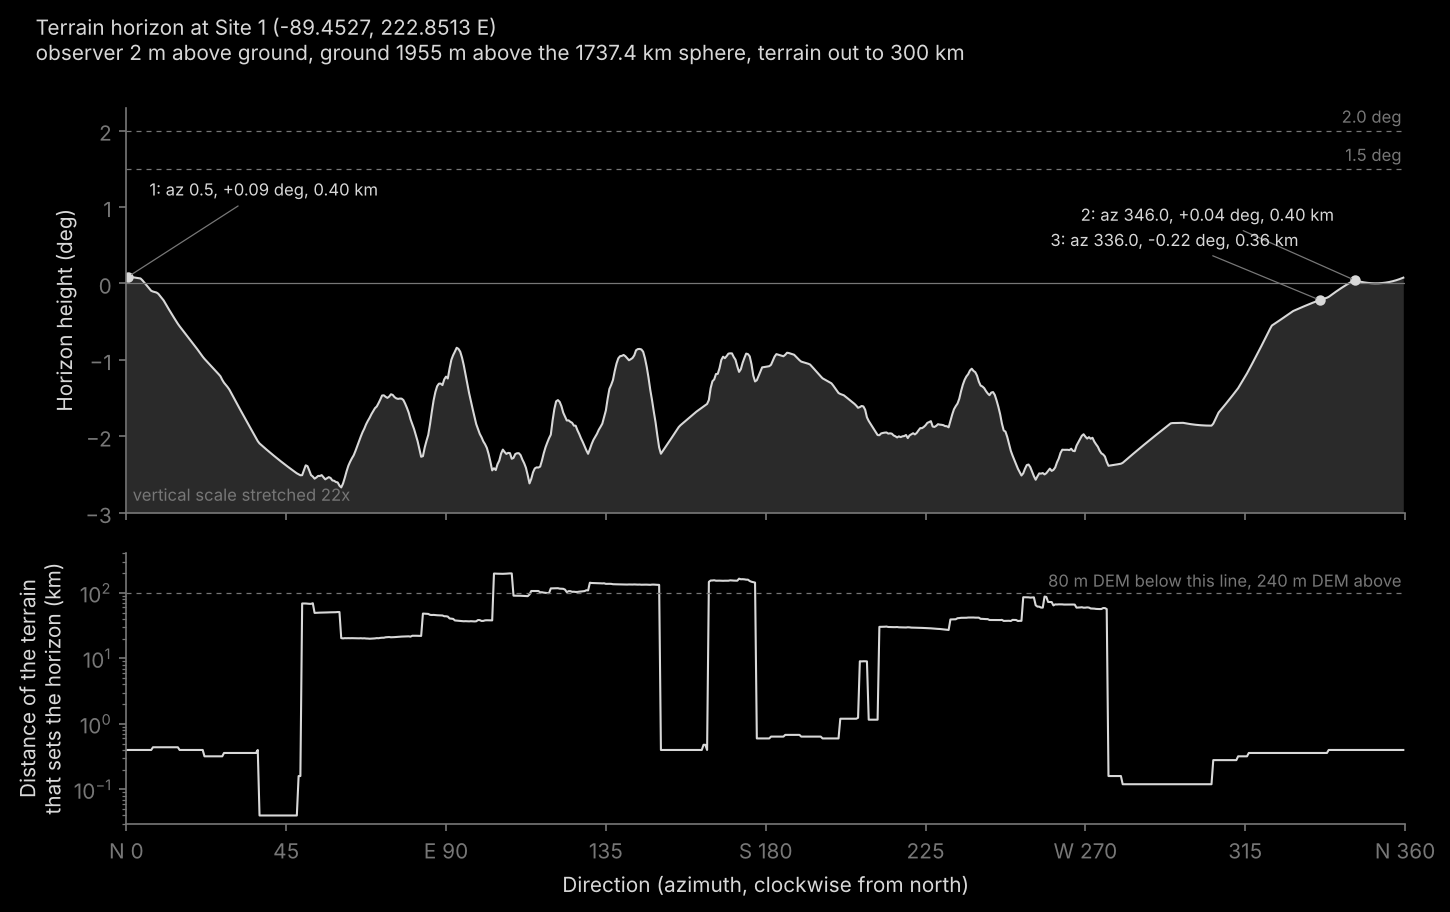 Terrain horizon at Site 1 (-89.4527, 222.8513 E)
observer 2 m above ground, ground 1955 m above the 1737.4 km sphere, terrain out to 300 km
Horizon height (deg)
2
1
0
−1
−2
−3
2.0 deg
1.5 deg
1: az 0.5, +0.09 deg, 0.40 km
2: az 346.0, +0.04 deg, 0.40 km
3: az 336.0, -0.22 deg, 0.36 km
vertical scale stretched 22x
Distance of the terrain
that sets the horizon (km)
10²
10¹
10⁰
10⁻¹
80 m DEM below this line, 240 m DEM above
N 0
45
E 90
135
S 180
225
W 270
315
N 360
Direction (azimuth, clockwise from north)